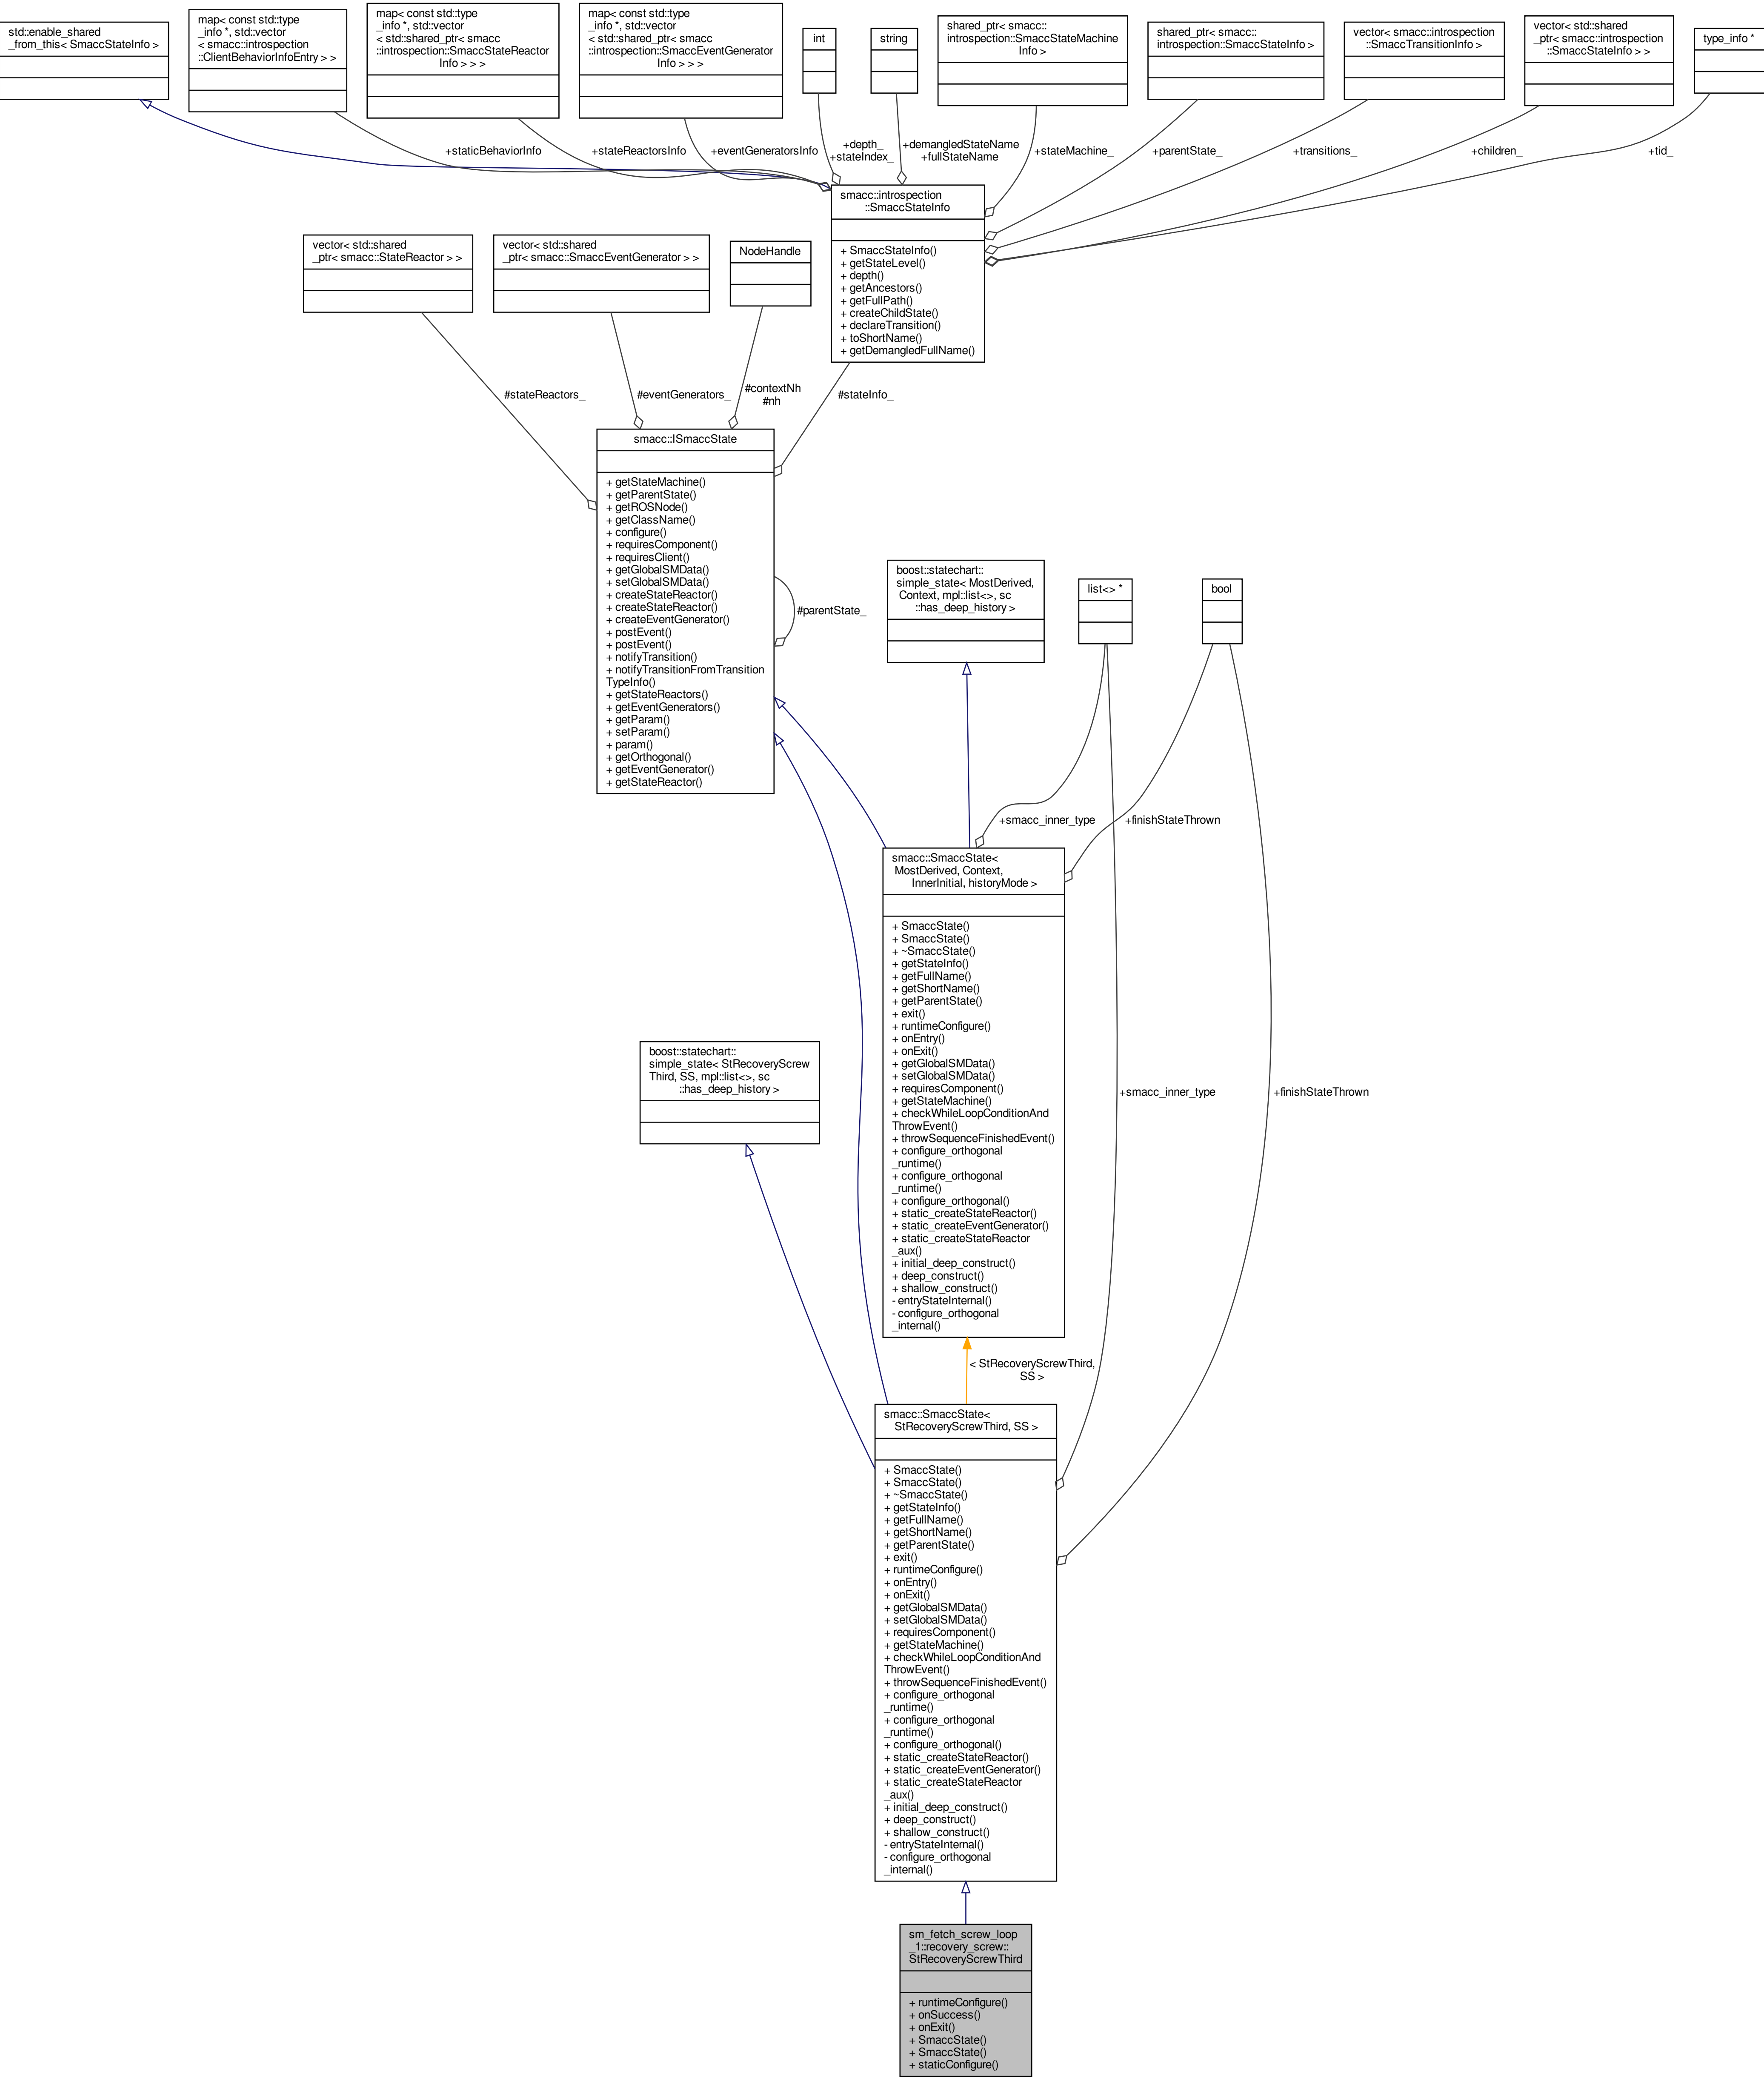 std::enable_shared
_from_this< SmaccStateInfo >
map< const std::type
_info *, std::vector
< smacc::introspection
::ClientBehaviorInfoEntry > >
map< const std::type
_info *, std::vector
< std::shared_ptr< smacc
::introspection::SmaccStateReactor
Info > > >
map< const std::type
_info *, std::vector
< std::shared_ptr< smacc
::introspection::SmaccEventGenerator
Info > > >
int
string
shared_ptr< smacc::
introspection::SmaccStateMachine
Info >
shared_ptr< smacc::
introspection::SmaccStateInfo >
vector< smacc::introspection
::SmaccTransitionInfo >
vector< std::shared
_ptr< smacc::introspection
::SmaccStateInfo > >
type_info *
+staticBehaviorInfo
+stateReactorsInfo
+eventGeneratorsInfo
+depth_
+stateIndex_
+demangledStateName
+fullStateName
+stateMachine_
+parentState_
+transitions_
+children_
+tid_
smacc::introspection
::SmaccStateInfo
+ SmaccStateInfo()
+ getStateLevel()
+ depth()
+ getAncestors()
+ getFullPath()
+ createChildState()
+ declareTransition()
+ toShortName()
+ getDemangledFullName()
vector< std::shared
_ptr< smacc::StateReactor > >
vector< std::shared
_ptr< smacc::SmaccEventGenerator > >
NodeHandle
#stateReactors_
#eventGenerators_
#contextNh
#nh
#stateInfo_
smacc::ISmaccState
+ getStateMachine()
+ getParentState()
+ getROSNode()
+ getClassName()
+ configure()
+ requiresComponent()
+ requiresClient()
+ getGlobalSMData()
+ setGlobalSMData()
+ createStateReactor()
+ createStateReactor()
+ createEventGenerator()
+ postEvent()
+ postEvent()
+ notifyTransition()
+ notifyTransitionFromTransition
TypeInfo()
+ getStateReactors()
+ getEventGenerators()
+ getParam()
+ setParam()
+ param()
+ getOrthogonal()
+ getEventGenerator()
+ getStateReactor()
#parentState_
boost::statechart::
simple_state< MostDerived,
Context, mpl::list<>, sc
::has_deep_history >
list<> *
bool
+smacc_inner_type
+finishStateThrown
smacc::SmaccState<
MostDerived, Context,
InnerInitial, historyMode >
+ SmaccState()
+ SmaccState()
+ ~SmaccState()
+ getStateInfo()
+ getFullName()
+ getShortName()
+ getParentState()
+ exit()
+ runtimeConfigure()
+ onEntry()
+ onExit()
+ getGlobalSMData()
+ setGlobalSMData()
+ requiresComponent()
+ getStateMachine()
+ checkWhileLoopConditionAnd
ThrowEvent()
+ throwSequenceFinishedEvent()
+ configure_orthogonal
_runtime()
+ configure_orthogonal
_runtime()
+ configure_orthogonal()
+ static_createStateReactor()
+ static_createEventGenerator()
+ static_createStateReactor
_aux()
+ initial_deep_construct()
+ deep_construct()
+ shallow_construct()
- entryStateInternal()
- configure_orthogonal
_internal()
boost::statechart::
simple_state< StRecoveryScrew
Third, SS, mpl::list<>, sc
::has_deep_history >
+smacc_inner_type
+finishStateThrown
< StRecoveryScrewThird,
SS >
smacc::SmaccState<
StRecoveryScrewThird, SS >
+ SmaccState()
+ SmaccState()
+ ~SmaccState()
+ getStateInfo()
+ getFullName()
+ getShortName()
+ getParentState()
+ exit()
+ runtimeConfigure()
+ onEntry()
+ onExit()
+ getGlobalSMData()
+ setGlobalSMData()
+ requiresComponent()
+ getStateMachine()
+ checkWhileLoopConditionAnd
ThrowEvent()
+ throwSequenceFinishedEvent()
+ configure_orthogonal
_runtime()
+ configure_orthogonal
_runtime()
+ configure_orthogonal()
+ static_createStateReactor()
+ static_createEventGenerator()
+ static_createStateReactor
_aux()
+ initial_deep_construct()
+ deep_construct()
+ shallow_construct()
- entryStateInternal()
- configure_orthogonal
_internal()
sm_fetch_screw_loop
_1::recovery_screw::
StRecoveryScrewThird
+ runtimeConfigure()
+ onSuccess()
+ onExit()
+ SmaccState()
+ SmaccState()
+ staticConfigure()